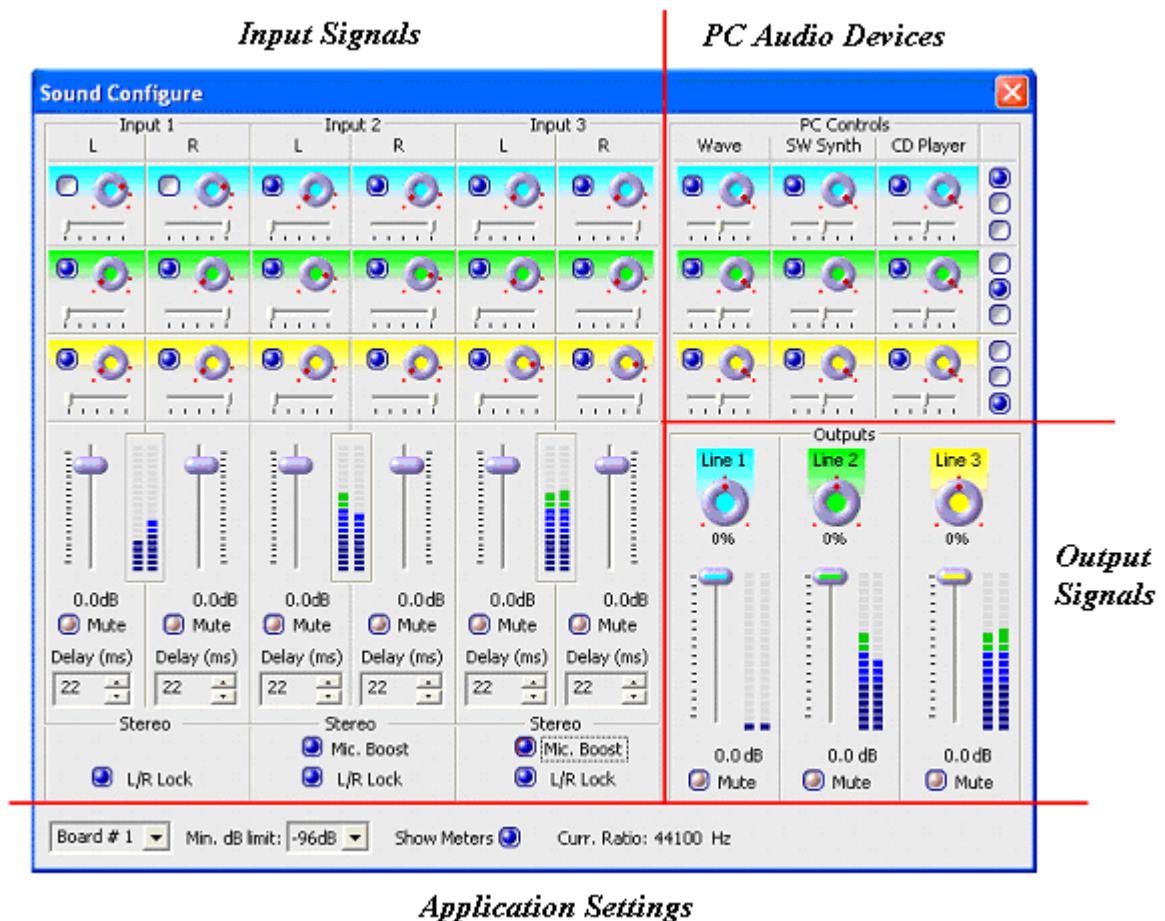 Input Signals
PC Audio Devices
Sound Configure
Input 1 Input 2 Input 3 PC Controls
L R L R L R Wave SW Synth CD Player
Outputs
Line 1 Line 2 Line 3
0% 0% 0%
Output
Signals
0.0dB 0.0dB 0.0dB 0.0dB 0.0dB 0.0dB
Mute Mute Mute Mute Mute Mute
Delay (ms) Delay (ms) Delay (ms) Delay (ms) Delay (ms) Delay (ms)
22 22 22 22 22 22
Stereo Stereo Stereo
Mic. Boost Mic. Boost
L/R Lock L/R Lock L/R Lock
0.0 dB 0.0 dB 0.0 dB
Mute Mute Mute
Board # 1 Min. dB limit: -96dB Show Meters Curr. Ratio: 44100 Hz
Application Settings